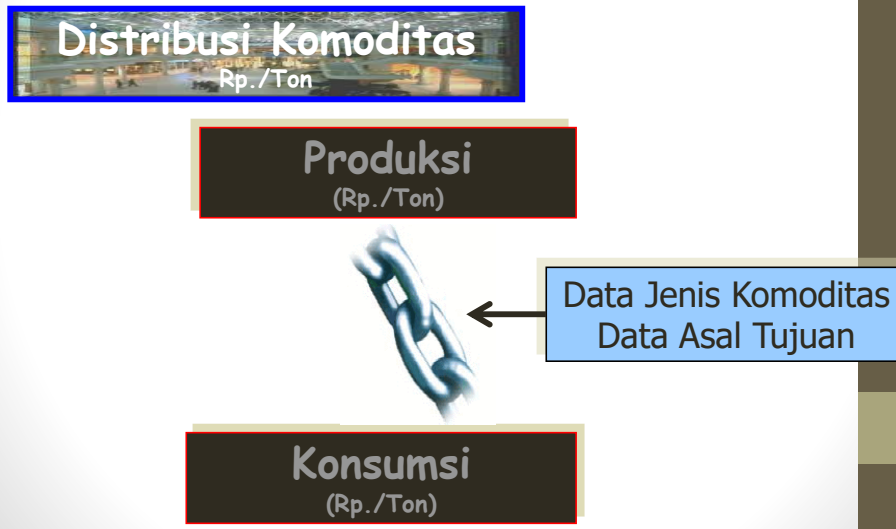 Distribusi Komoditas
Rp./Ton
Produksi
(Rp./Ton)
Data Jenis Komoditas
Data Asal Tujuan
Konsumsi
(Rp./Ton)